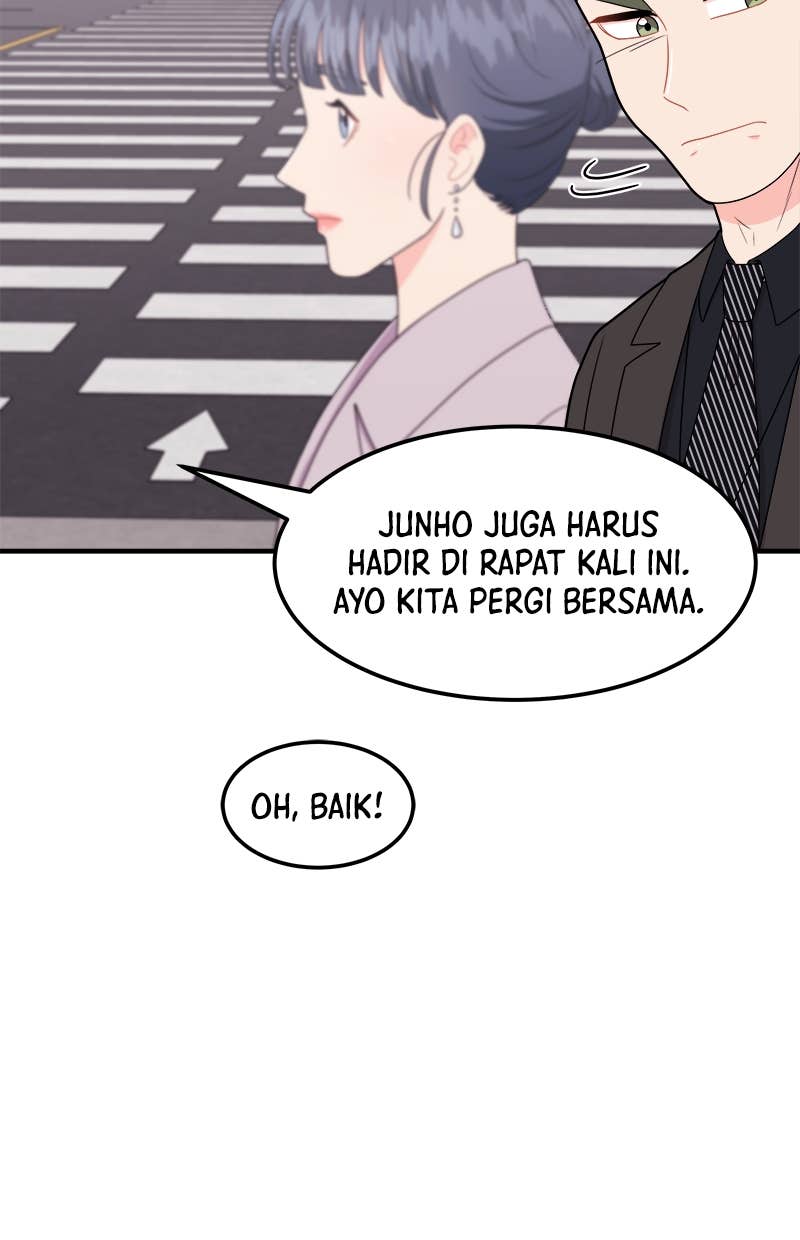 JUNHO JUGA HARUS
HADIR DI RAPAT KALI INI.
AYO KITA PERGI BERSAMA.
OH, BAIK!